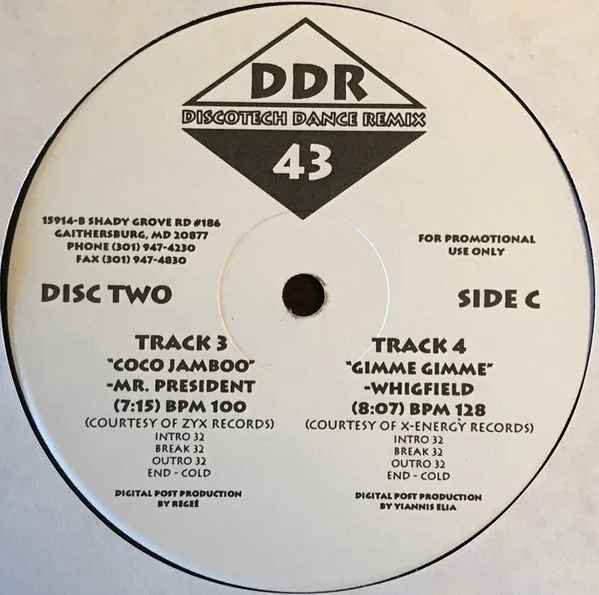 DDR
DISCOTECH DANCE REMIX
43
15914-B SHADY GROVE RD #186
GAITHERSBURG, MD 20877
PHONE (301) 947-4230
FAX (301) 947-4830
FOR PROMOTIONAL
USE ONLY
DISC TWO
SIDE C
TRACK 3
"COCO JAMBOO"
-MR. PRESIDENT
(7:15) BPM 100
(COURTESY OF ZYX RECORDS)
INTRO 32
BREAK 32
OUTRO 32
END - COLD
DIGITAL POST PRODUCTION
BY REGEÉ
TRACK 4
"GIMME GIMME"
-WHIGFIELD
(8:07) BPM 128
(COURTESY OF X-ENERGY RECORDS)
INTRO 32
BREAK 32
OUTRO 32
END - COLD
DIGITAL POST PRODUCTION
BY YIANNIS ELIA